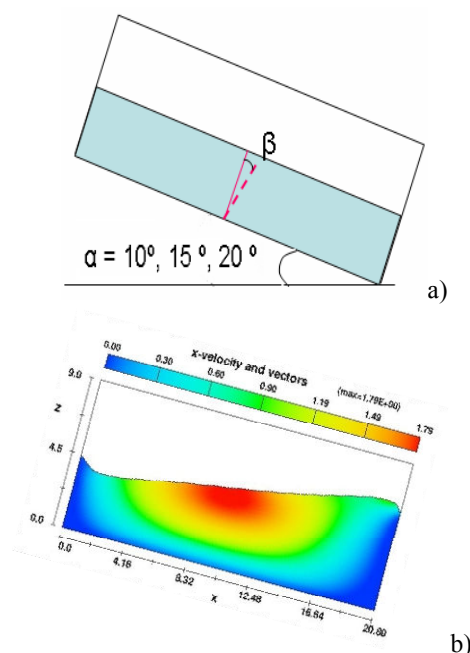 β
α = 10º, 15 º, 20 º
a)
x-velocity and vectors
(max=1.79E+00)
0.00 0.30 0.60 0.90 1.19 1.49 1.79
9.0
z
4.5
0.0
0.0 4.16 8.32 12.48 16.64 20.80
x
b)